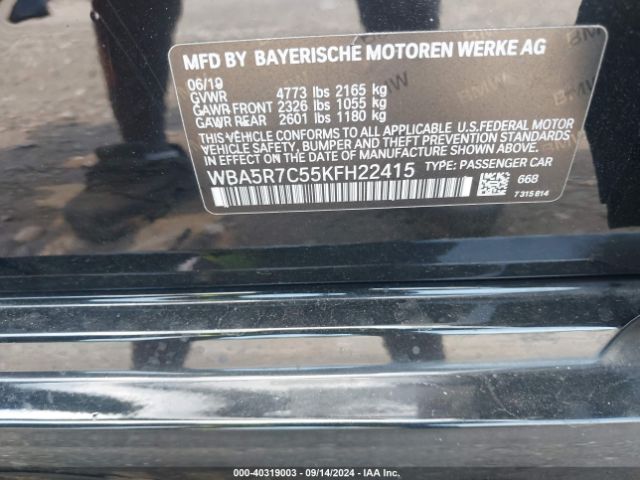 MFD BY BAYERISCHE MOTOREN WERKE AG
06/19
GVWR 4773 lbs 2165 kg
GAWR FRONT 2326 lbs 1055 kg
GAWR REAR 2601 lbs 1180 kg
THIS VEHICLE CONFORMS TO ALL APPLICABLE U.S.FEDERAL MOTOR
VEHICLE SAFETY, BUMPER AND THEFT PREVENTION STANDARDS
IN EFFECT ON THE DATE OF MANUFACTURE SHOWN ABOVE.
WBA5R7C55KFH22415 TYPE: PASSENGER CAR
668
7 315 814
000-40319003 - 09/14/2024 - IAA Inc.